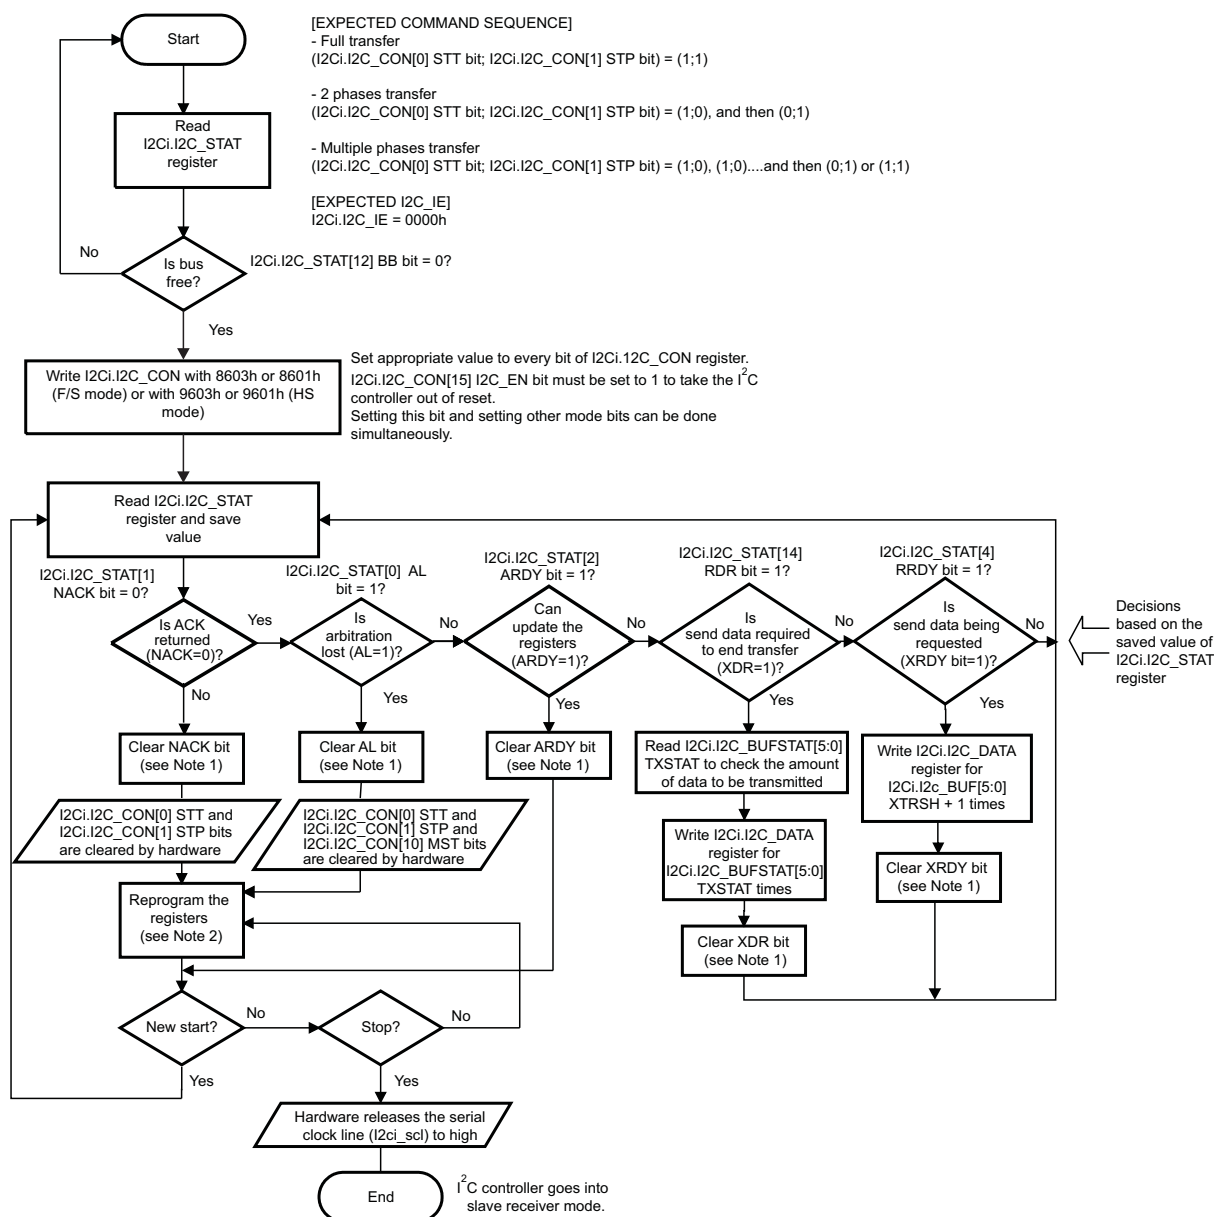 Start
[EXPECTED COMMAND SEQUENCE]
- Full transfer
(I2Ci.I2C_CON[0] STT bit; I2Ci.I2C_CON[1] STP bit) = (1;1)
- 2 phases transfer
(I2Ci.I2C_CON[0] STT bit; I2Ci.I2C_CON[1] STP bit) = (1;0), and then (0;1)
- Multiple phases transfer
(I2Ci.I2C_CON[0] STT bit; I2Ci.I2C_CON[1] STP bit) = (1;0), (1;0)....and then (0;1) or (1;1)
[EXPECTED I2C_IE]
I2Ci.I2C_IE = 0000h
Read
I2Ci.I2C_STAT
register
No
Is bus
free?
I2Ci.I2C_STAT[12] BB bit = 0?
Yes
Write I2Ci.I2C_CON with 8603h or 8601h
(F/S mode) or with 9603h or 9601h (HS
mode)
Set appropriate value to every bit of I2Ci.12C_CON register.
I2Ci.I2C_CON[15] I2C_EN bit must be set to 1 to take the I²C
controller out of reset.
Setting this bit and setting other mode bits can be done
simultaneously.
Read I2Ci.I2C_STAT
register and save
value
I2Ci.I2C_STAT[1]
NACK bit = 0?
Is ACK
returned
(NACK=0)?
Yes
No
I2Ci.I2C_STAT[0] AL
bit = 1?
Is
arbitration
lost (AL=1)?
No
Yes
I2Ci.I2C_STAT[2]
ARDY bit = 1?
Can
update the
registers
(ARDY=1)?
No
Yes
I2Ci.I2C_STAT[14]
RDR bit = 1?
Is
send data required
to end transfer
(XDR=1)?
No
Yes
I2Ci.I2C_STAT[4]
RRDY bit = 1?
Is
send data being
requested
(XRDY bit=1)?
No
Yes
Decisions
based on the
saved value of
I2Ci.I2C_STAT
register
Clear NACK bit
(see Note 1)
Clear AL bit
(see Note 1)
Clear ARDY bit
(see Note 1)
Read I2Ci.I2C_BUFSTAT[5:0]
TXSTAT to check the amount
of data to be transmitted
Write I2Ci.I2C_DATA
register for
I2Ci.I2c_BUF[5:0]
XTRSH + 1 times
I2Ci.I2C_CON[0] STT and
I2Ci.I2C_CON[1] STP bits
are cleared by hardware
I2Ci.I2C_CON[0] STT and
I2Ci.I2C_CON[1] STP and
I2Ci.I2C_CON[10] MST bits
are cleared by hardware
Write I2Ci.I2C_DATA
register for
I2Ci.I2C_BUFSTAT[5:0]
TXSTAT times
Clear XRDY bit
(see Note 1)
Reprogram the
registers
(see Note 2)
Clear XDR bit
(see Note 1)
New start?
No
Yes
Stop?
No
Yes
Hardware releases the serial
clock line (I2ci_scl) to high
End
I²C controller goes into
slave receiver mode.